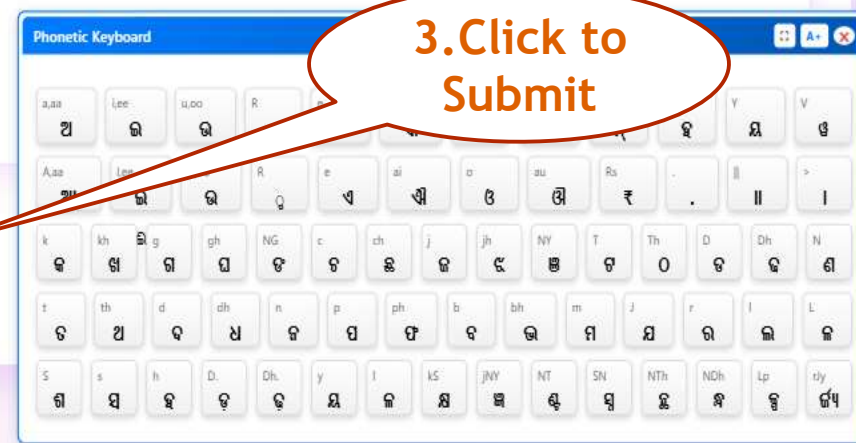 Phonetic Keyboard A+
3.Click to
Submit
a,aa i,ee u,oo R Y V
ଅ ଇ ଉ ହ ୟ ଓ
A,aa I,ee R e ai o au Rs . || >
ଆ ଇ ଉ ୃ ଏ ଐ ଓ ଔ ₹ . ॥ ।
k kh g gh NG c ch j jh NY T Th D Dh N
କ ଖ ଗ ଘ ଙ ଚ ଛ ଜ ଝ ଞ ଟ ଠ ଡ ଢ ଣ
t th d dh n p ph b bh m J r l L
ତ ଥ ଦ ଧ ନ ପ ଫ ବ ଭ ମ ଯ ର ଲ ଳ
S s h D. Dh. y l kS jNY NT SN NTh NDh Lp rJy
ଶ ଷ ହ ଡ଼ ଢ଼ ୟ ଳ କ୍ଷ